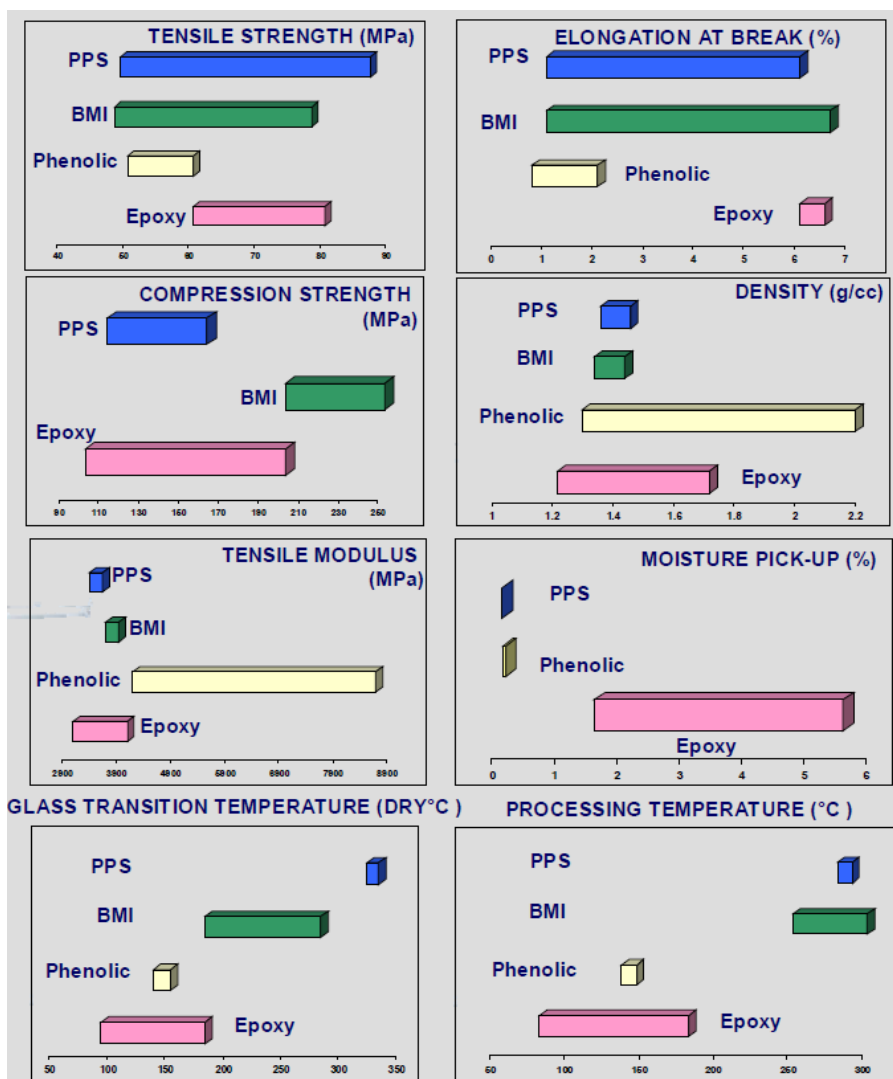 TENSILE STRENGTH (MPa)
PPS
BMI
Phenolic
Epoxy
40 50 60 70 80 90
ELONGATION AT BREAK (%)
PPS
BMI
Phenolic
Epoxy
0 1 2 3 4 5 6 7
COMPRESSION STRENGTH
(MPa)
PPS
BMI
Epoxy
90 110 130 150 170 190 210 230 250
DENSITY (g/cc)
PPS
BMI
Phenolic
Epoxy
1 1.2 1.4 1.6 1.8 2 2.2
TENSILE MODULUS
(MPa)
PPS
BMI
Phenolic
Epoxy
2900 3900 4900 5900 6900 7900 8900
MOISTURE PICK-UP (%)
PPS
Phenolic
Epoxy
0 1 2 3 4 5 6
GLASS TRANSITION TEMPERATURE (DRY°C )
PPS
BMI
Phenolic
Epoxy
50 100 150 200 250 300 350
PROCESSING TEMPERATURE (°C )
PPS
BMI
Phenolic
Epoxy
50 100 150 200 250 300